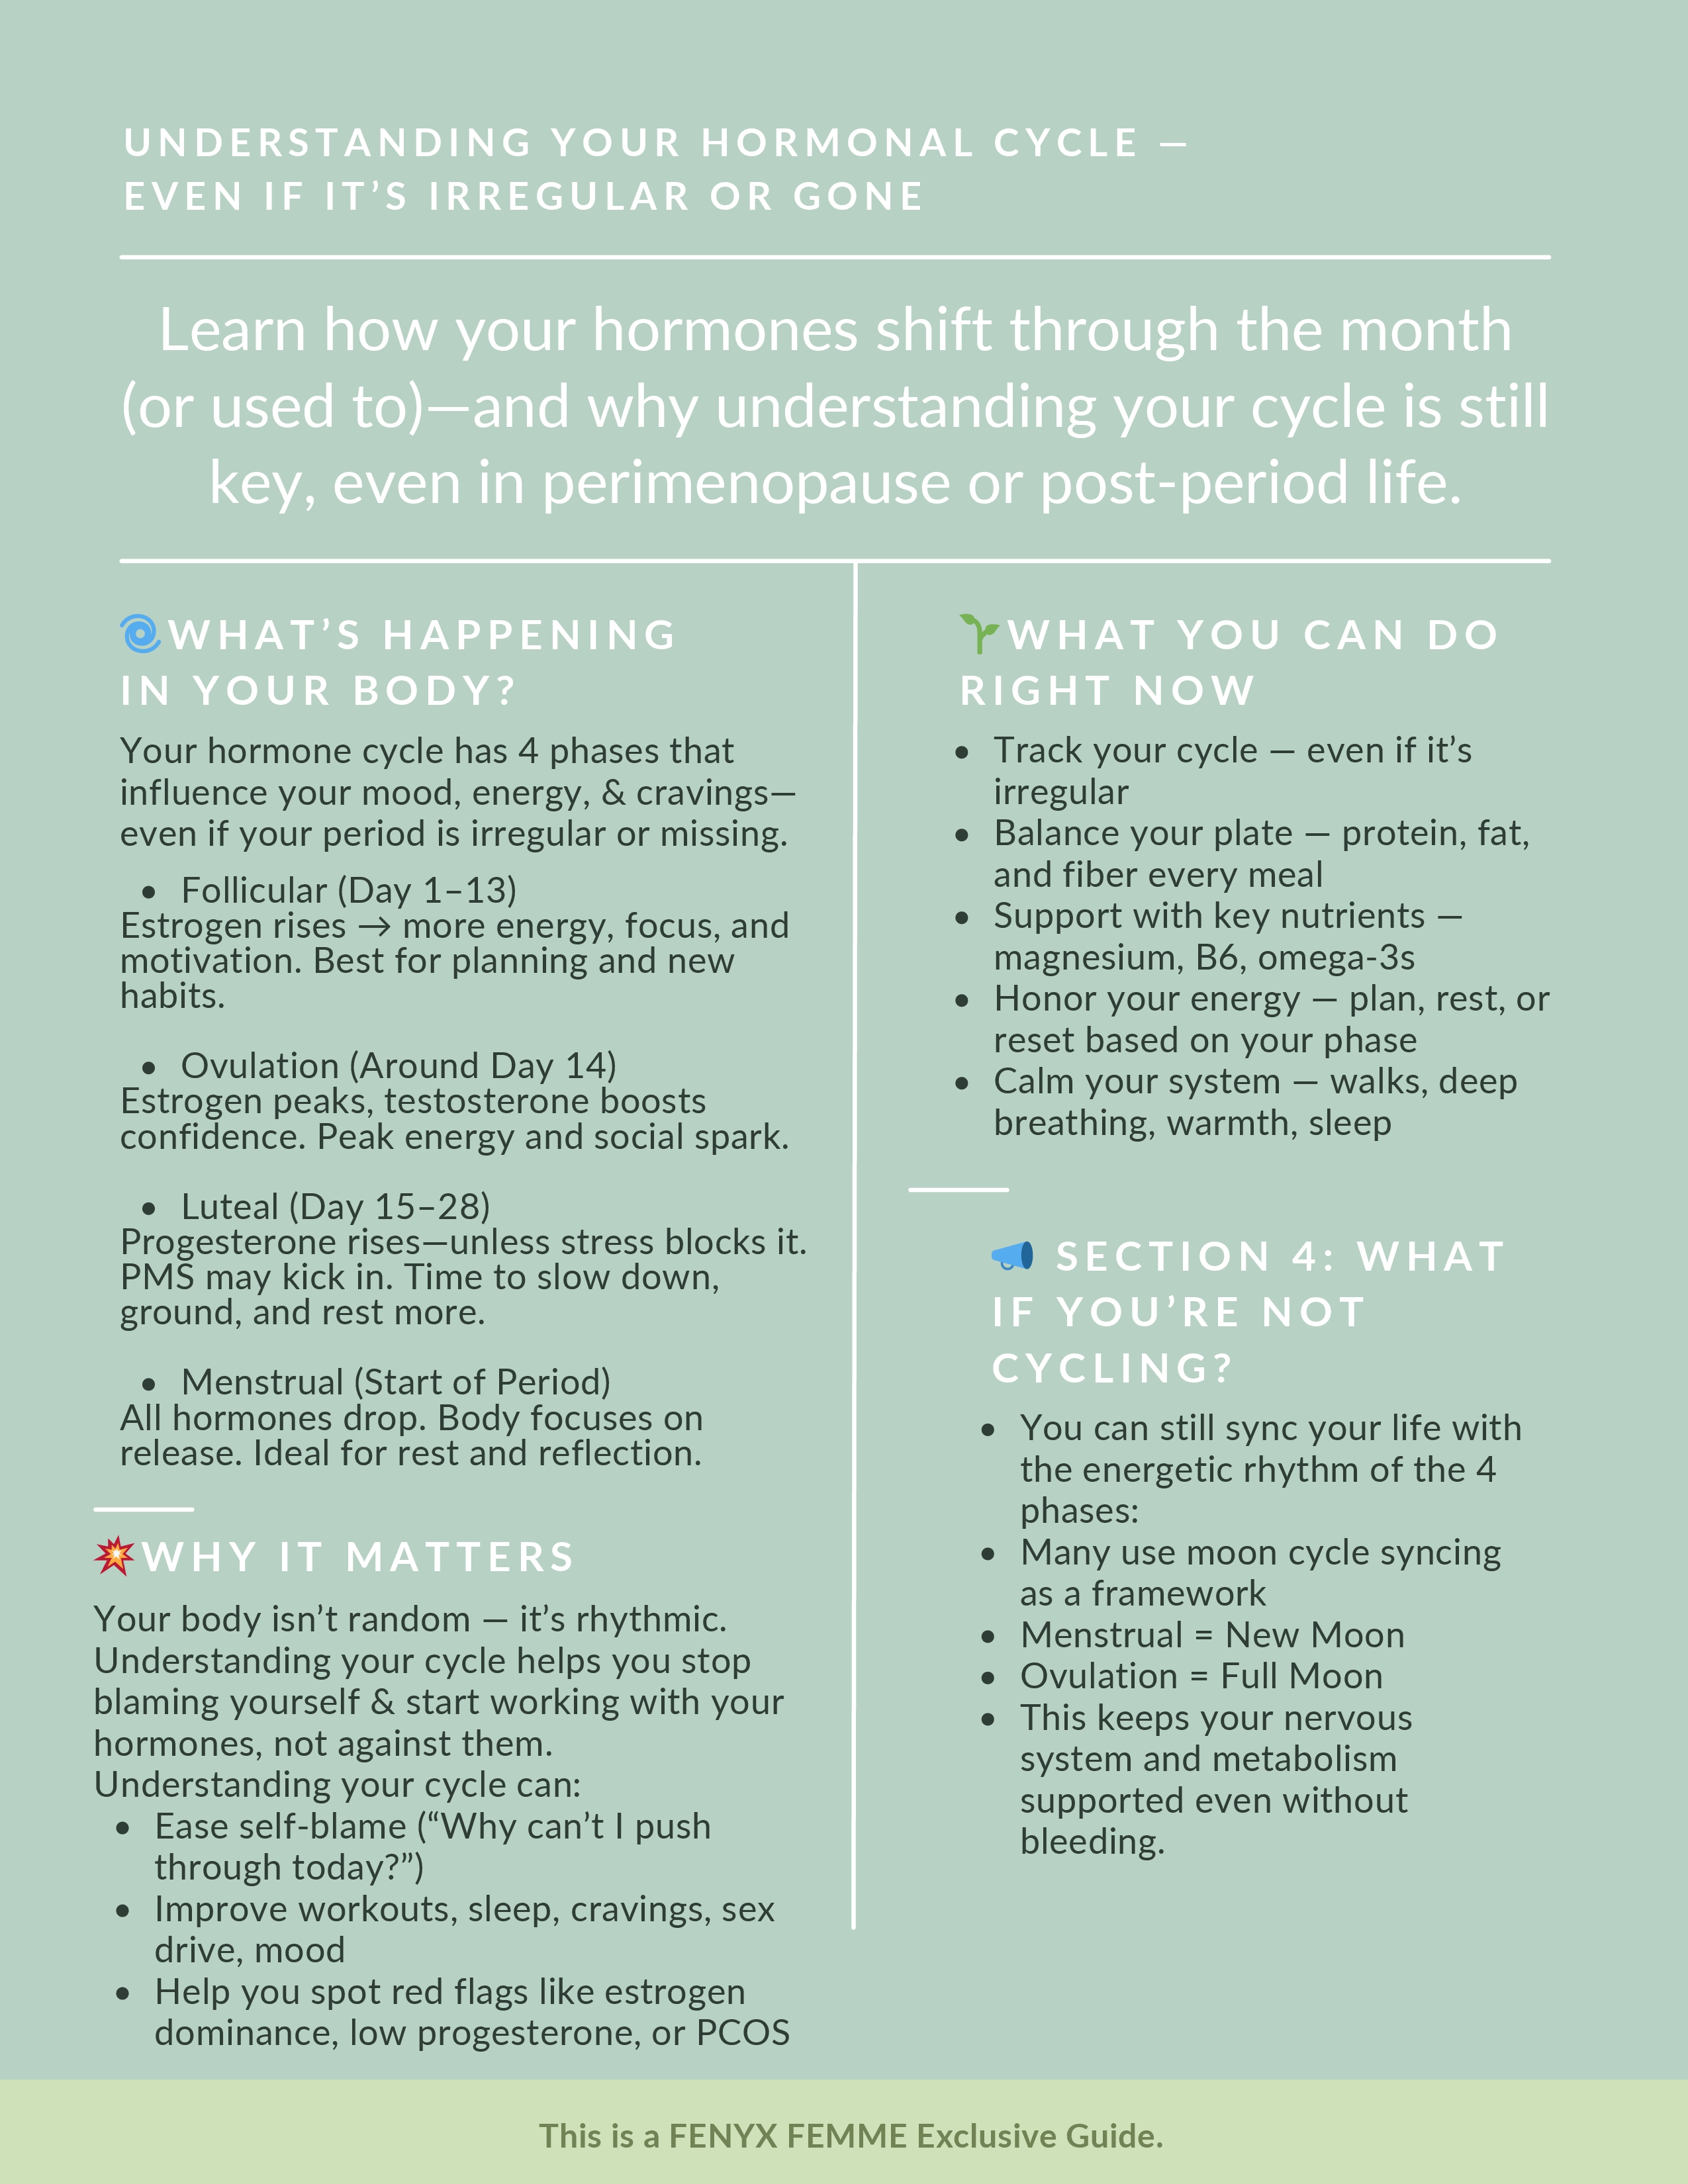 UNDERSTANDING YOUR HORMONAL CYCLE —
EVEN IF IT’S IRREGULAR OR GONE
Learn how your hormones shift through the month
(or used to)—and why understanding your cycle is still
key, even in perimenopause or post-period life.
🌀WHAT’S HAPPENING
IN YOUR BODY?
Your hormone cycle has 4 phases that
influence your mood, energy, & cravings—
even if your period is irregular or missing.
• Follicular (Day 1–13)
Estrogen rises → more energy, focus, and
motivation. Best for planning and new
habits.
• Ovulation (Around Day 14)
Estrogen peaks, testosterone boosts
confidence. Peak energy and social spark.
• Luteal (Day 15–28)
Progesterone rises—unless stress blocks it.
PMS may kick in. Time to slow down,
ground, and rest more.
• Menstrual (Start of Period)
All hormones drop. Body focuses on
release. Ideal for rest and reflection.
💥WHY IT MATTERS
Your body isn’t random — it’s rhythmic.
Understanding your cycle helps you stop
blaming yourself & start working with your
hormones, not against them.
Understanding your cycle can:
• Ease self-blame (“Why can’t I push
through today?”)
• Improve workouts, sleep, cravings, sex
drive, mood
• Help you spot red flags like estrogen
dominance, low progesterone, or PCOS
🌱WHAT YOU CAN DO
RIGHT NOW
• Track your cycle — even if it’s
irregular
• Balance your plate — protein, fat,
and fiber every meal
• Support with key nutrients —
magnesium, B6, omega-3s
• Honor your energy — plan, rest, or
reset based on your phase
• Calm your system — walks, deep
breathing, warmth, sleep
📣 SECTION 4: WHAT
IF YOU’RE NOT
CYCLING?
• You can still sync your life with
the energetic rhythm of the 4
phases:
• Many use moon cycle syncing
as a framework
• Menstrual = New Moon
• Ovulation = Full Moon
• This keeps your nervous
system and metabolism
supported even without
bleeding.
This is a FENYX FEMME Exclusive Guide.